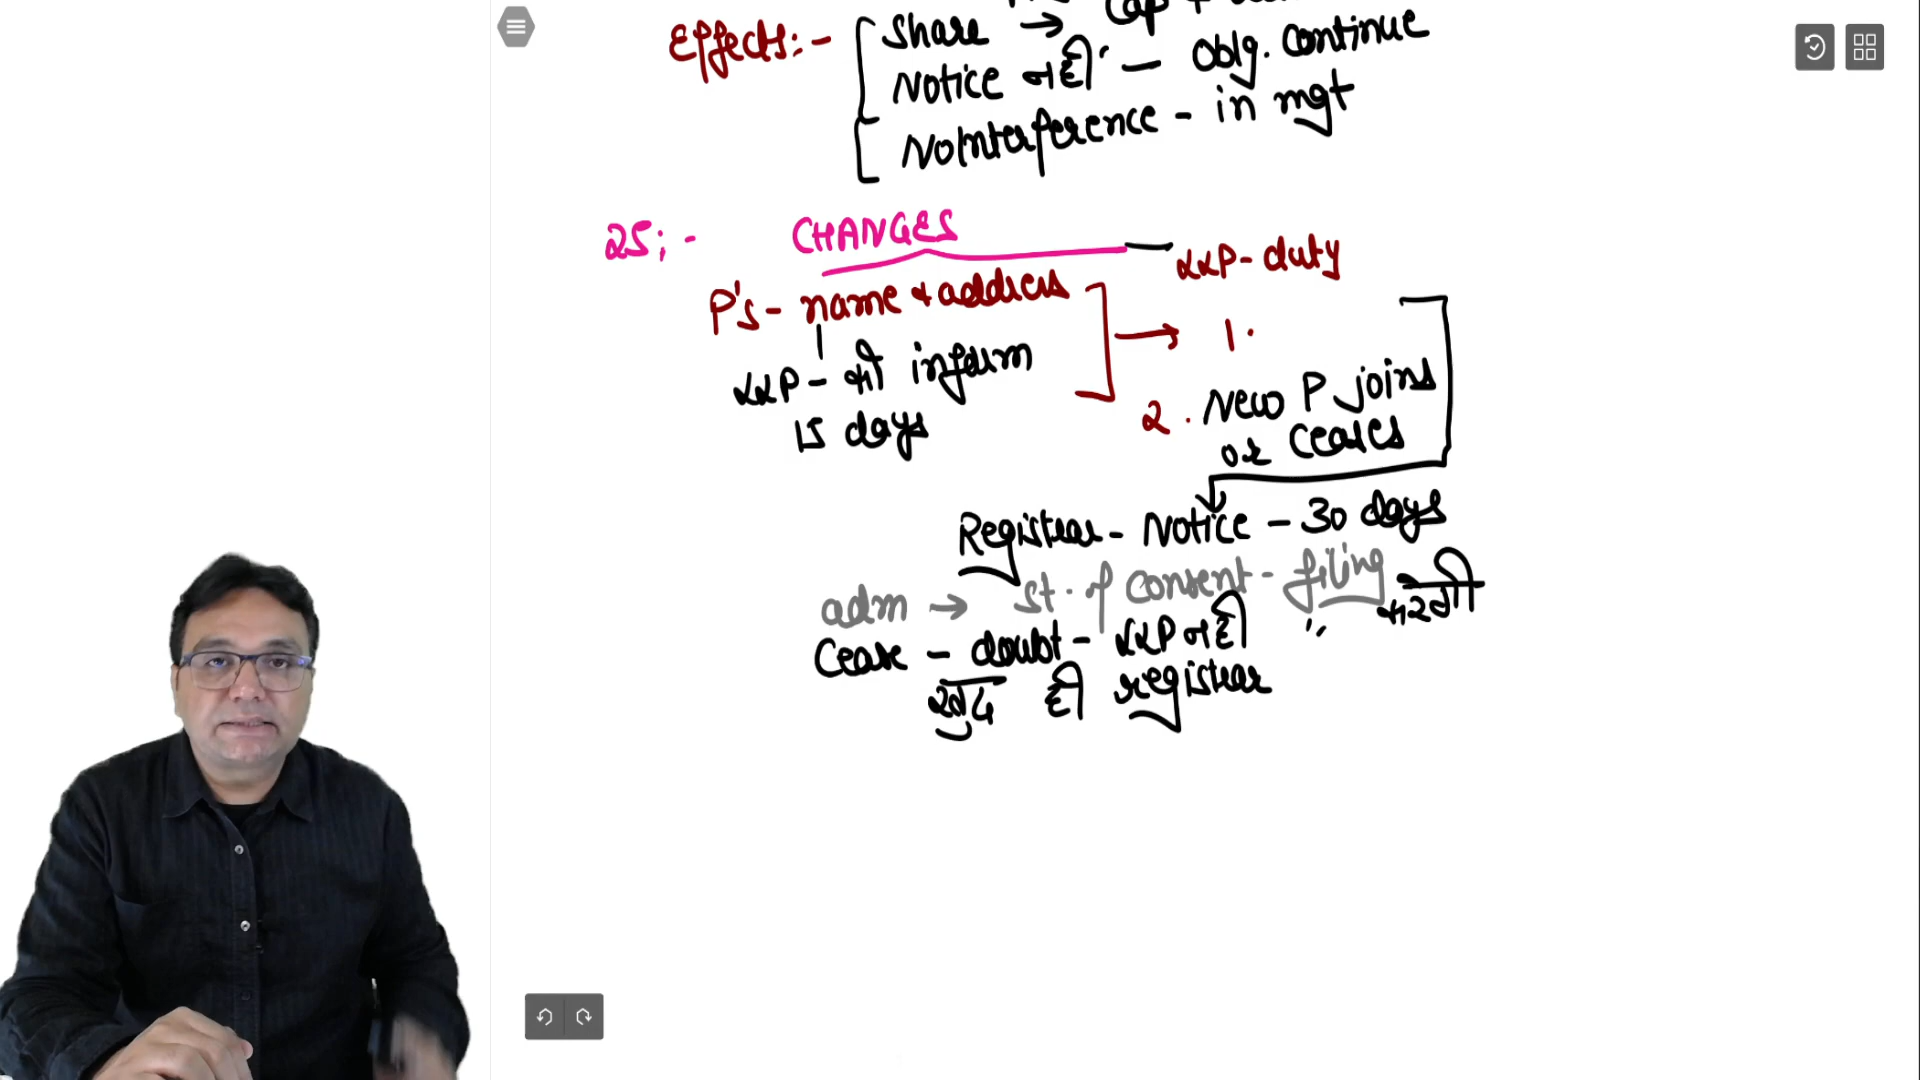 Effects:- Share → Cap +
Notice नहीं - Oblg. Continue
NoInterference - in mgt
25;- CHANGES
LLP - duty
P's - name & address → 1.
LLP - को inform
15 days
2. New P joins
or Ceases
Registrar - Notice - 30 days
adm → st. of Consent - filing करेगी
Cease - doubt - LLP नहीं
खुद ही registrar